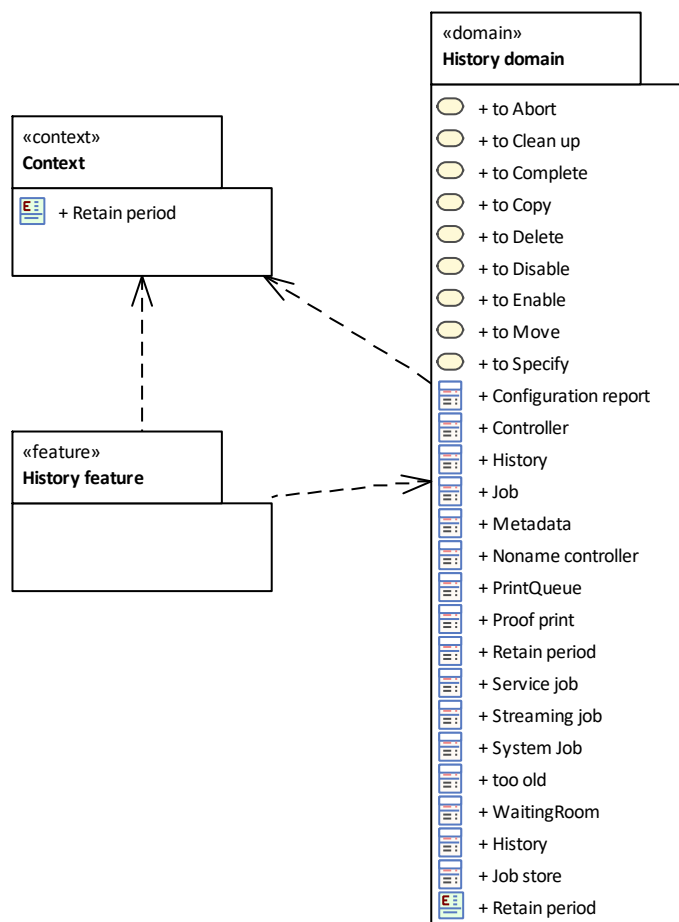 «domain»
History domain
+ to Abort
+ to Clean up
+ to Complete
+ to Copy
+ to Delete
+ to Disable
+ to Enable
+ to Move
+ to Specify
+ Configuration report
+ Controller
+ History
+ Job
+ Metadata
+ Noname controller
+ PrintQueue
+ Proof print
+ Retain period
+ Service job
+ Streaming job
+ System Job
+ too old
+ WaitingRoom
+ History
+ Job store
E
+ Retain period
«context»
Context
E
+ Retain period
«feature»
History feature